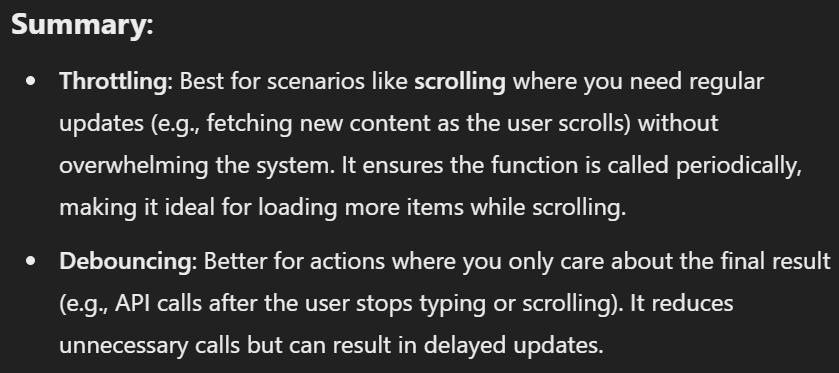 Summary:
• Throttling: Best for scenarios like scrolling where you need regular
updates (e.g., fetching new content as the user scrolls) without
overwhelming the system. It ensures the function is called periodically,
making it ideal for loading more items while scrolling.
• Debouncing: Better for actions where you only care about the final result
(e.g., API calls after the user stops typing or scrolling). It reduces
unnecessary calls but can result in delayed updates.